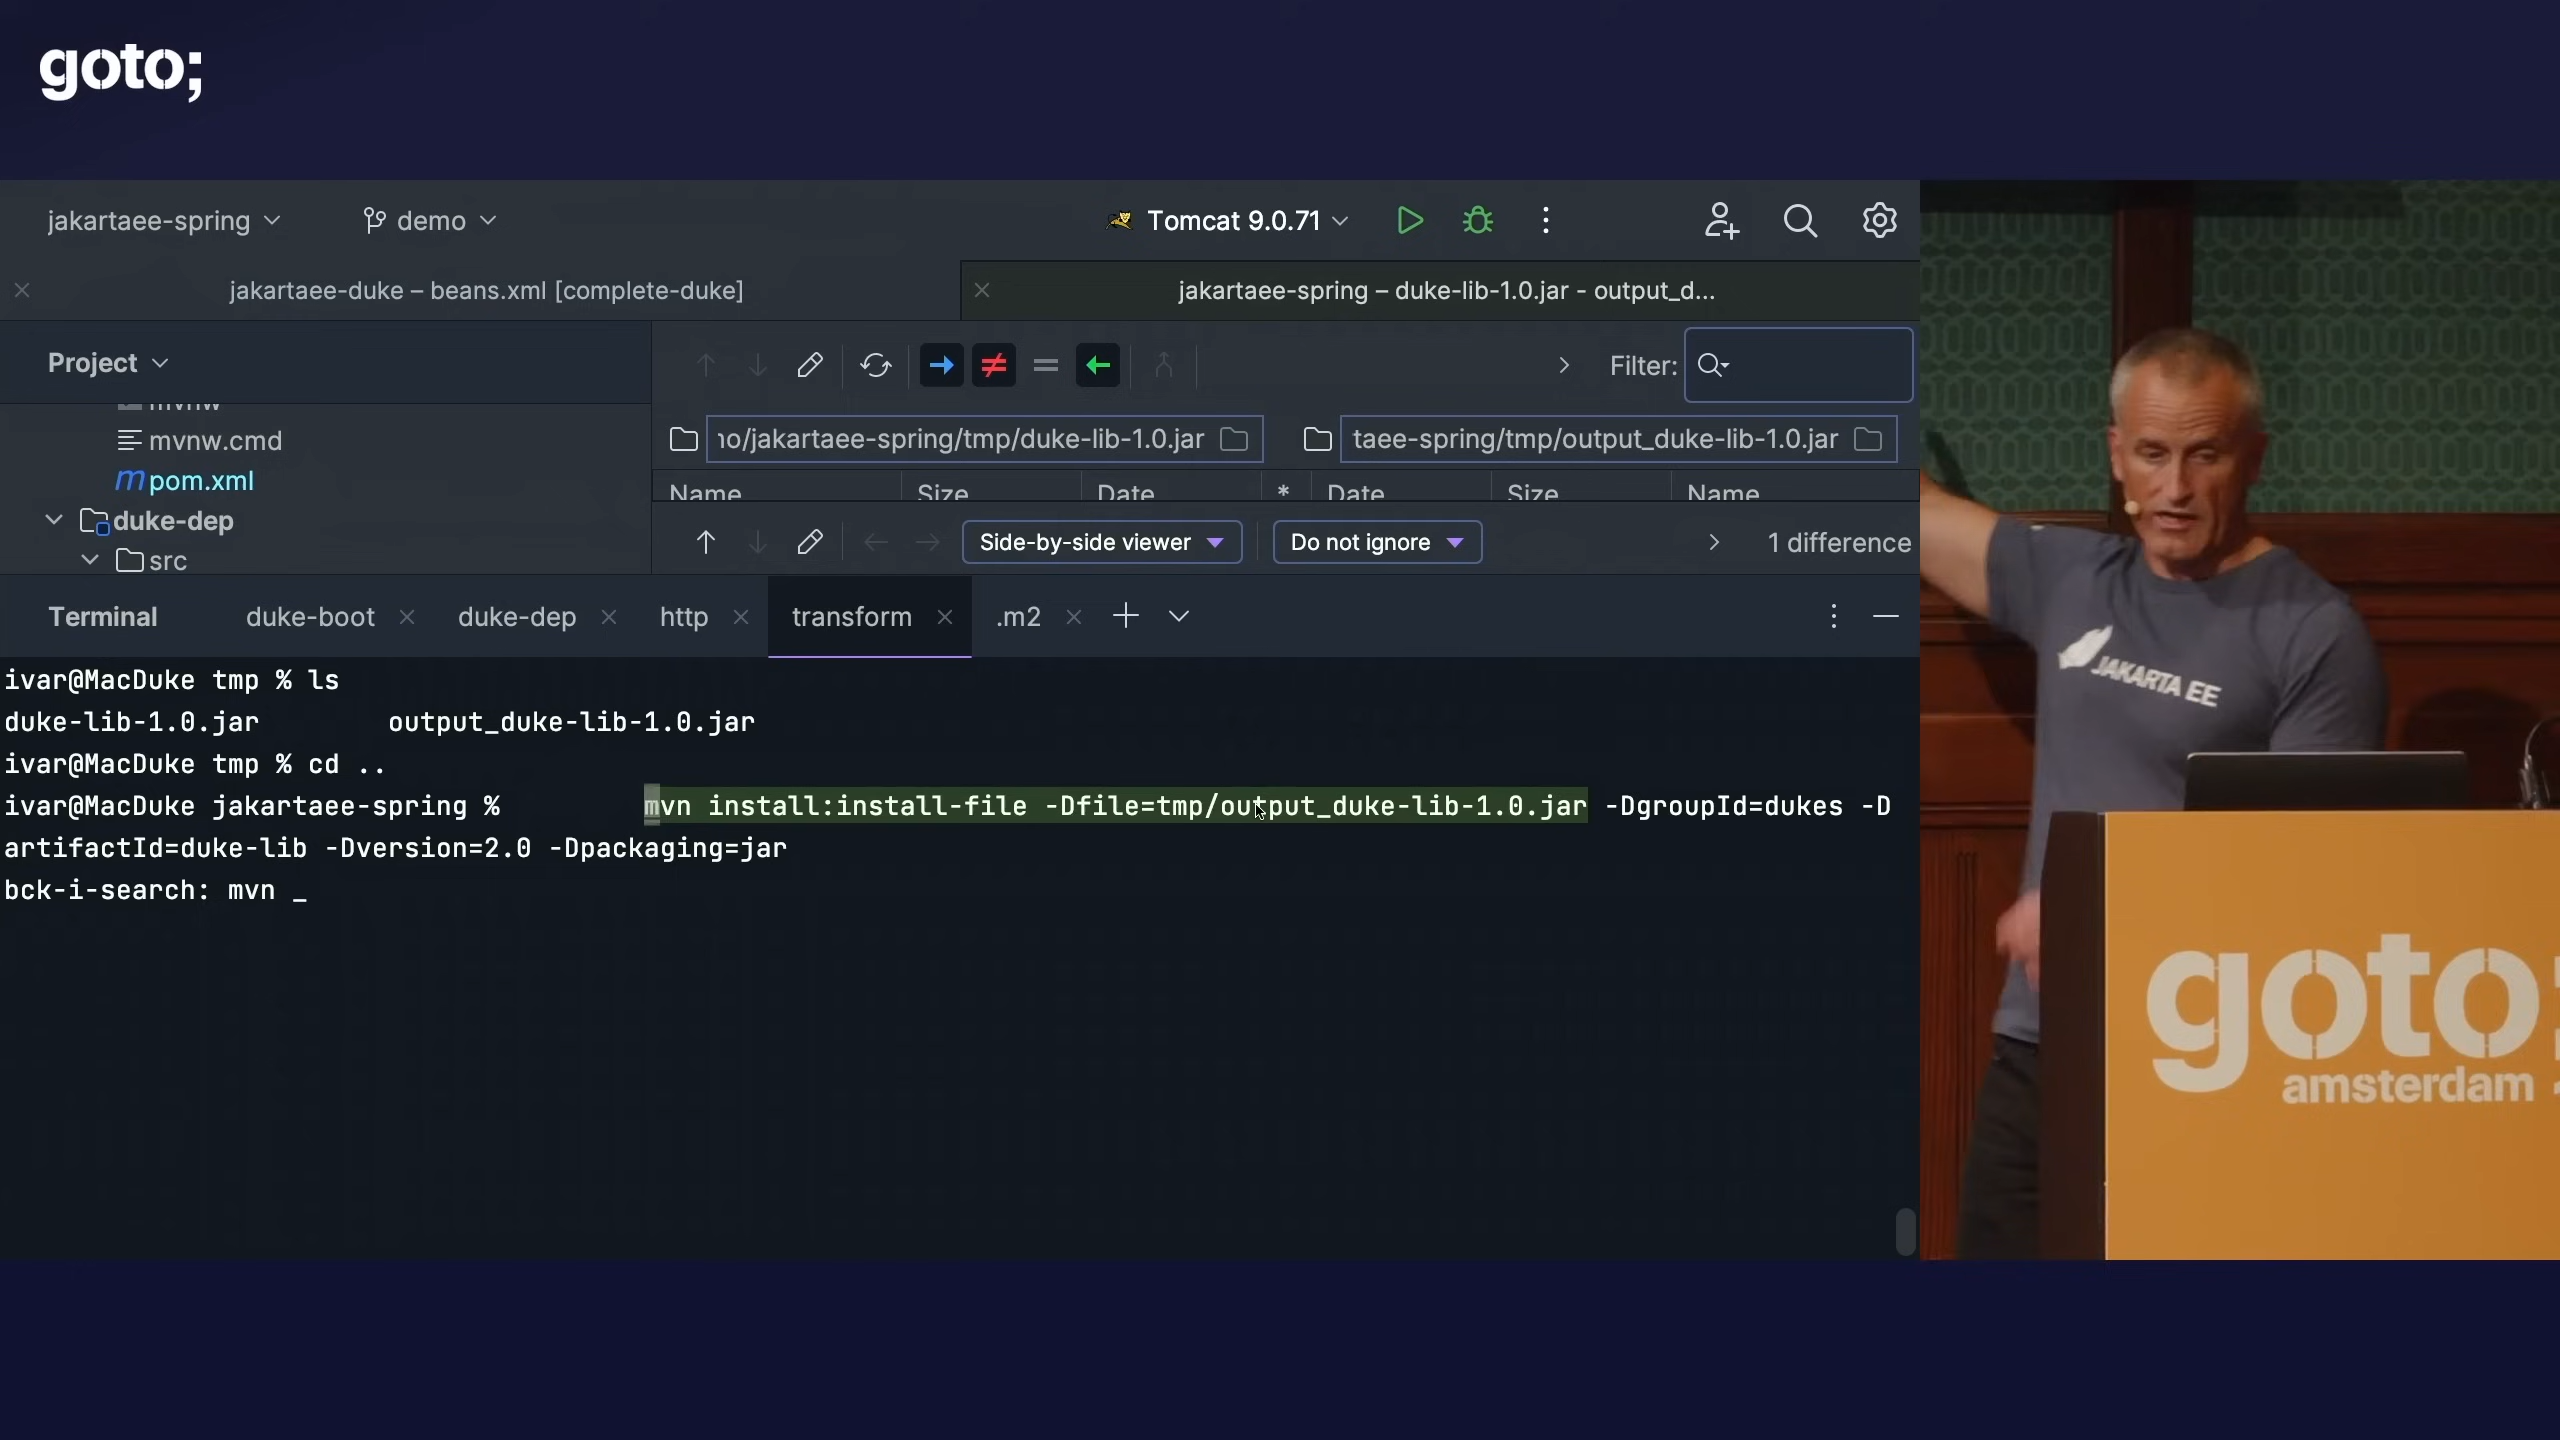 goto;
jakartaee-spring
demo
Tomcat 9.0.71
jakartaee-duke – beans.xml [complete-duke]
jakartaee-spring – duke-lib-1.0.jar - output_d...
Project
Filter:
mvnw
mvnw.cmd
pom.xml
duke-dep
src
ıo/jakartaee-spring/tmp/duke-lib-1.0.jar
taee-spring/tmp/output_duke-lib-1.0.jar
Name Size Date * Date Size Name
Side-by-side viewer
Do not ignore
1 difference
Terminal duke-boot duke-dep http transform .m2
ivar@MacDuke tmp % ls
duke-lib-1.0.jar output_duke-lib-1.0.jar
ivar@MacDuke tmp % cd ..
ivar@MacDuke jakartaee-spring % mvn install:install-file -Dfile=tmp/output_duke-lib-1.0.jar -DgroupId=dukes -D
artifactId=duke-lib -Dversion=2.0 -Dpackaging=jar
bck-i-search: mvn _
JAKARTA EE
goto;
amsterdam